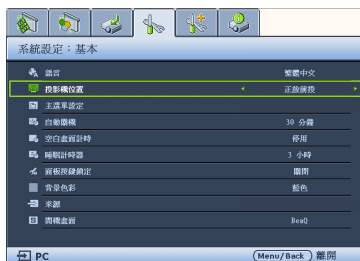 系統設定：基本
語言 繁體中文
投影機位置 正放前投
主選單設定
自動關機 30 分鐘
空白畫面計時 停用
睡眠計時器 3 小時
面板按鍵鎖定 關閉
背景色彩 藍色
來源
開機畫面 BenQ
PC (Menu/Back) 離開